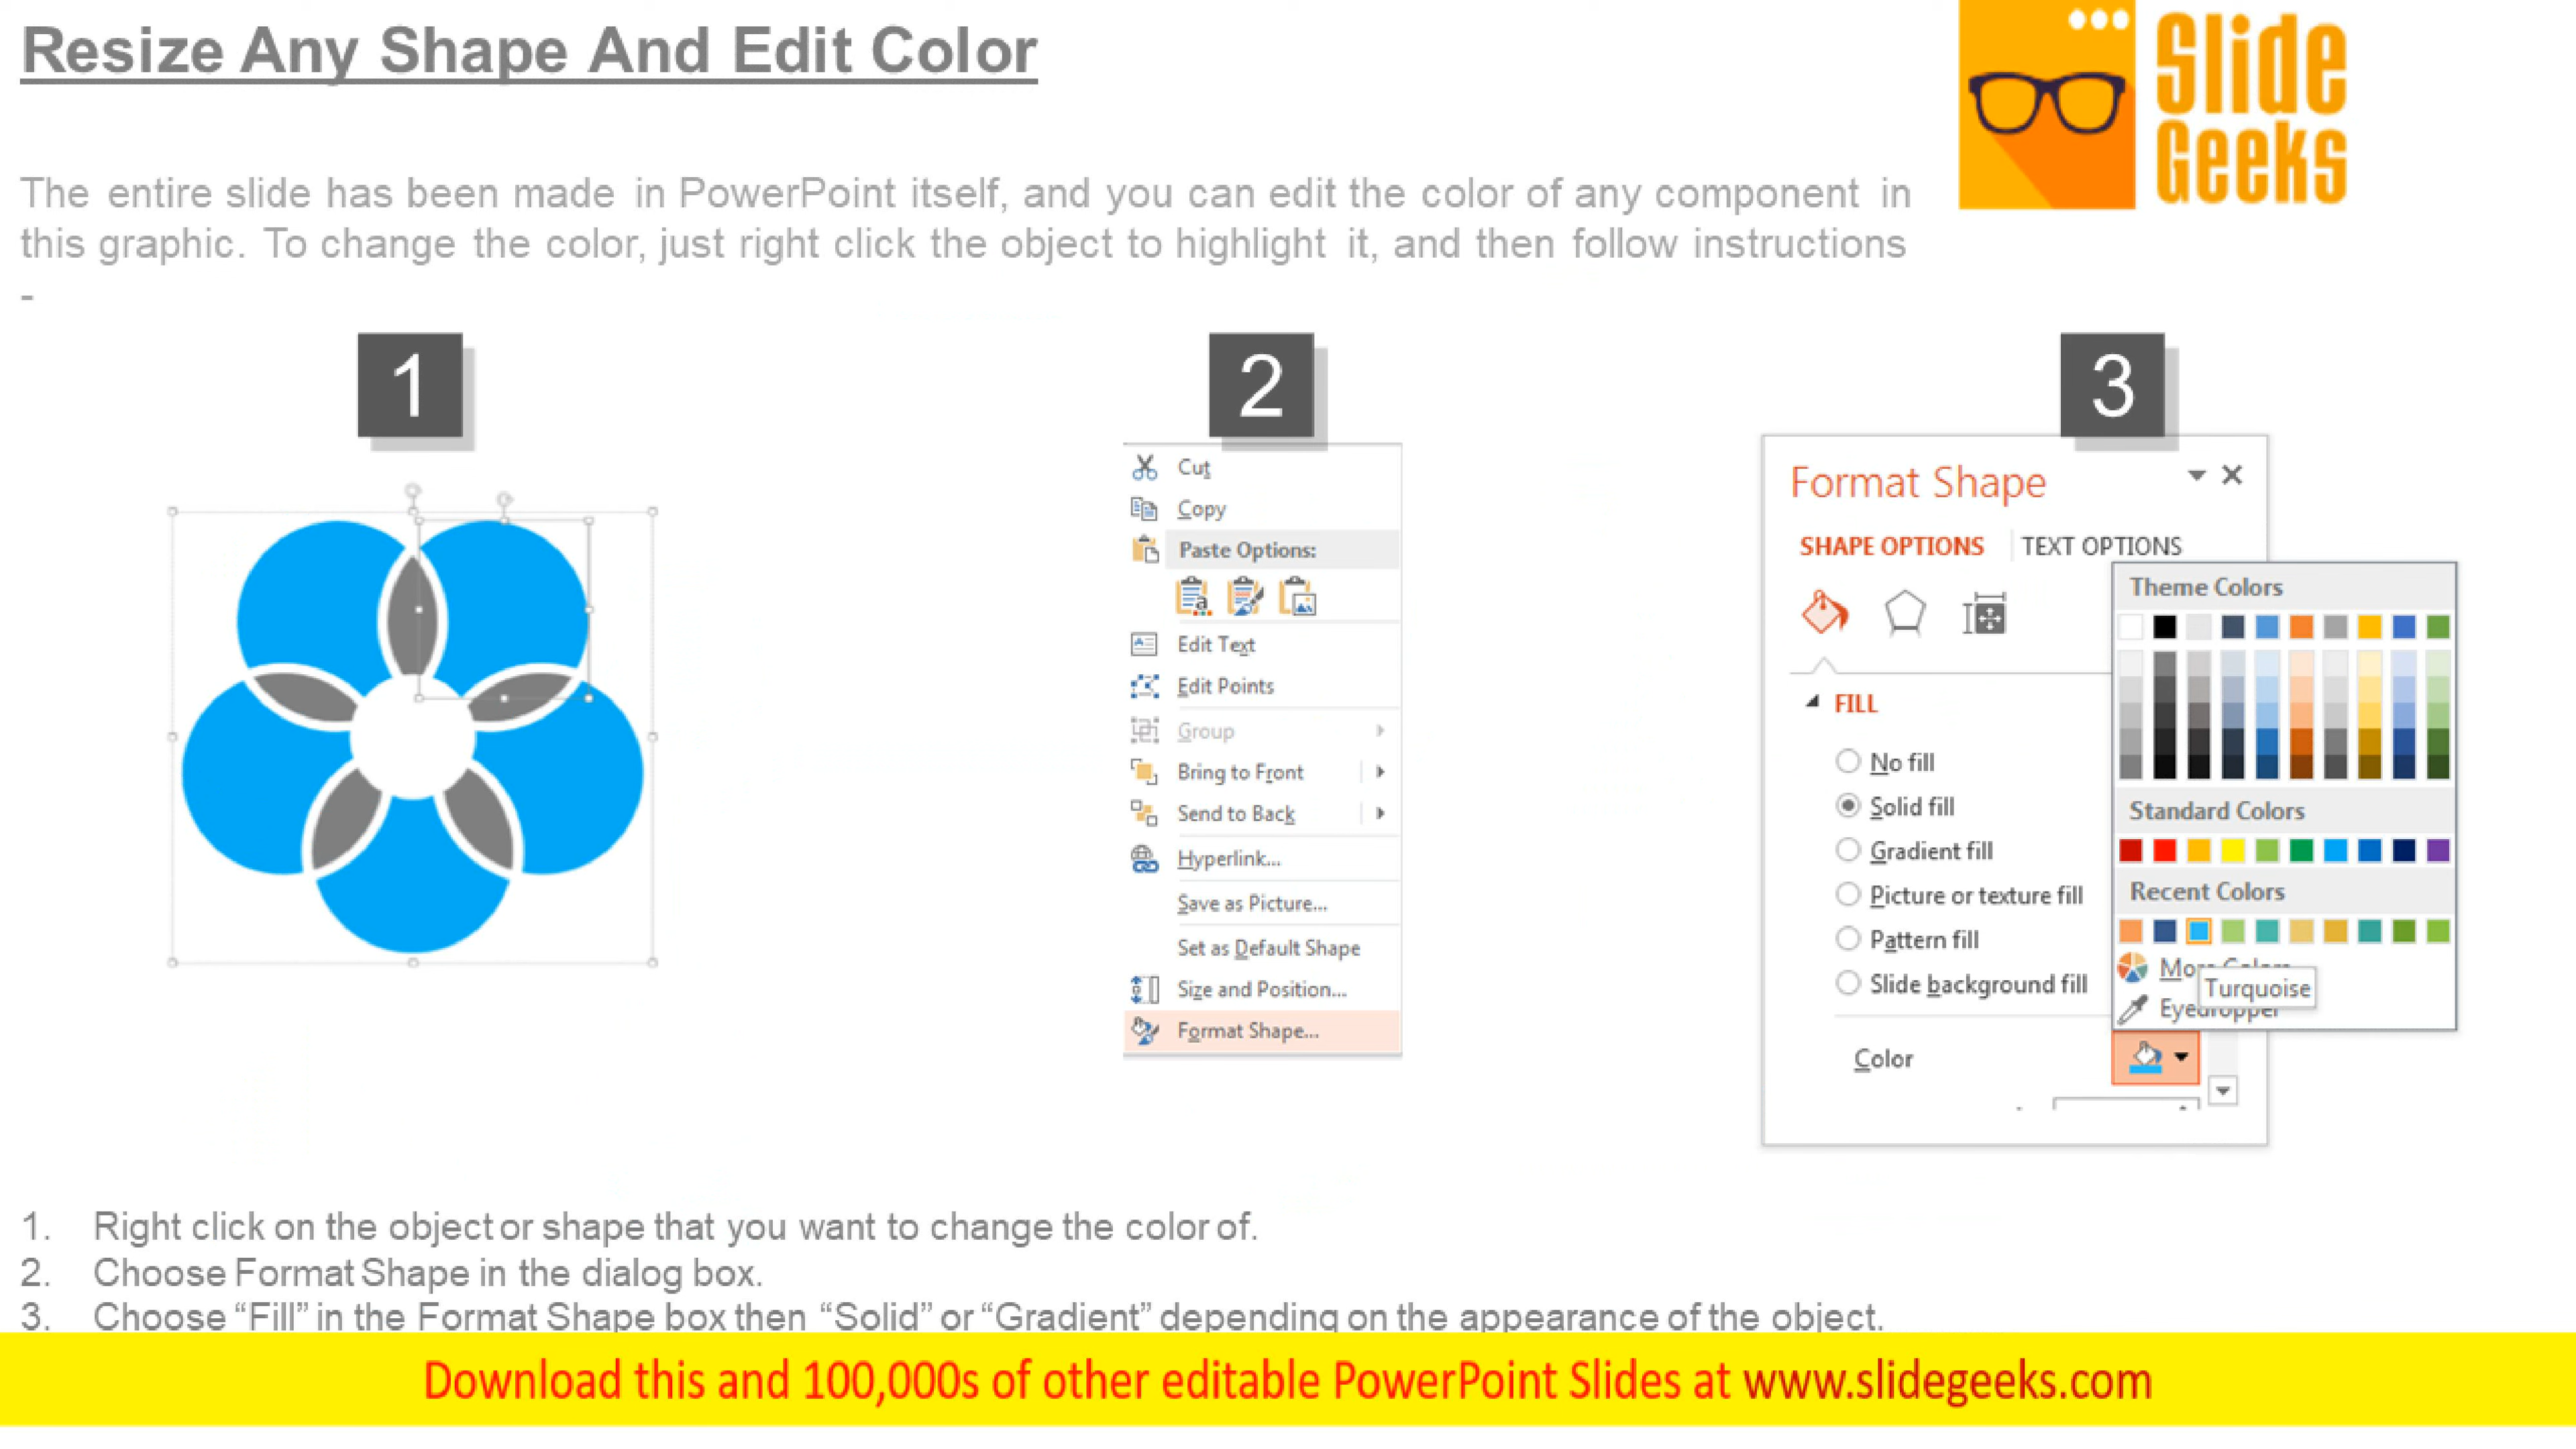 Resize Any Shape And Edit Color
Slide
Geeks
The entire slide has been made in PowerPoint itself, and you can edit the color of any component in
this graphic. To change the color, just right click the object to highlight it, and then follow instructions
-
1
2
3
Cut
Copy
Paste Options:
Edit Text
Edit Points
Group
Bring to Front
Send to Back
Hyperlink...
Save as Picture...
Set as Default Shape
Size and Position...
Format Shape...
Format Shape
SHAPE OPTIONS
TEXT OPTIONS
FILL
No fill
Solid fill
Gradient fill
Picture or texture fill
Pattern fill
Slide background fill
Color
Theme Colors
Standard Colors
Recent Colors
More Colors
Turquoise
Eyedropper
1. Right click on the object or shape that you want to change the color of.
2. Choose Format Shape in the dialog box.
3. Choose “Fill” in the Format Shape box then “Solid” or “Gradient” depending on the appearance of the object.
Download this and 100,000s of other editable PowerPoint Slides at www.slidegeeks.com